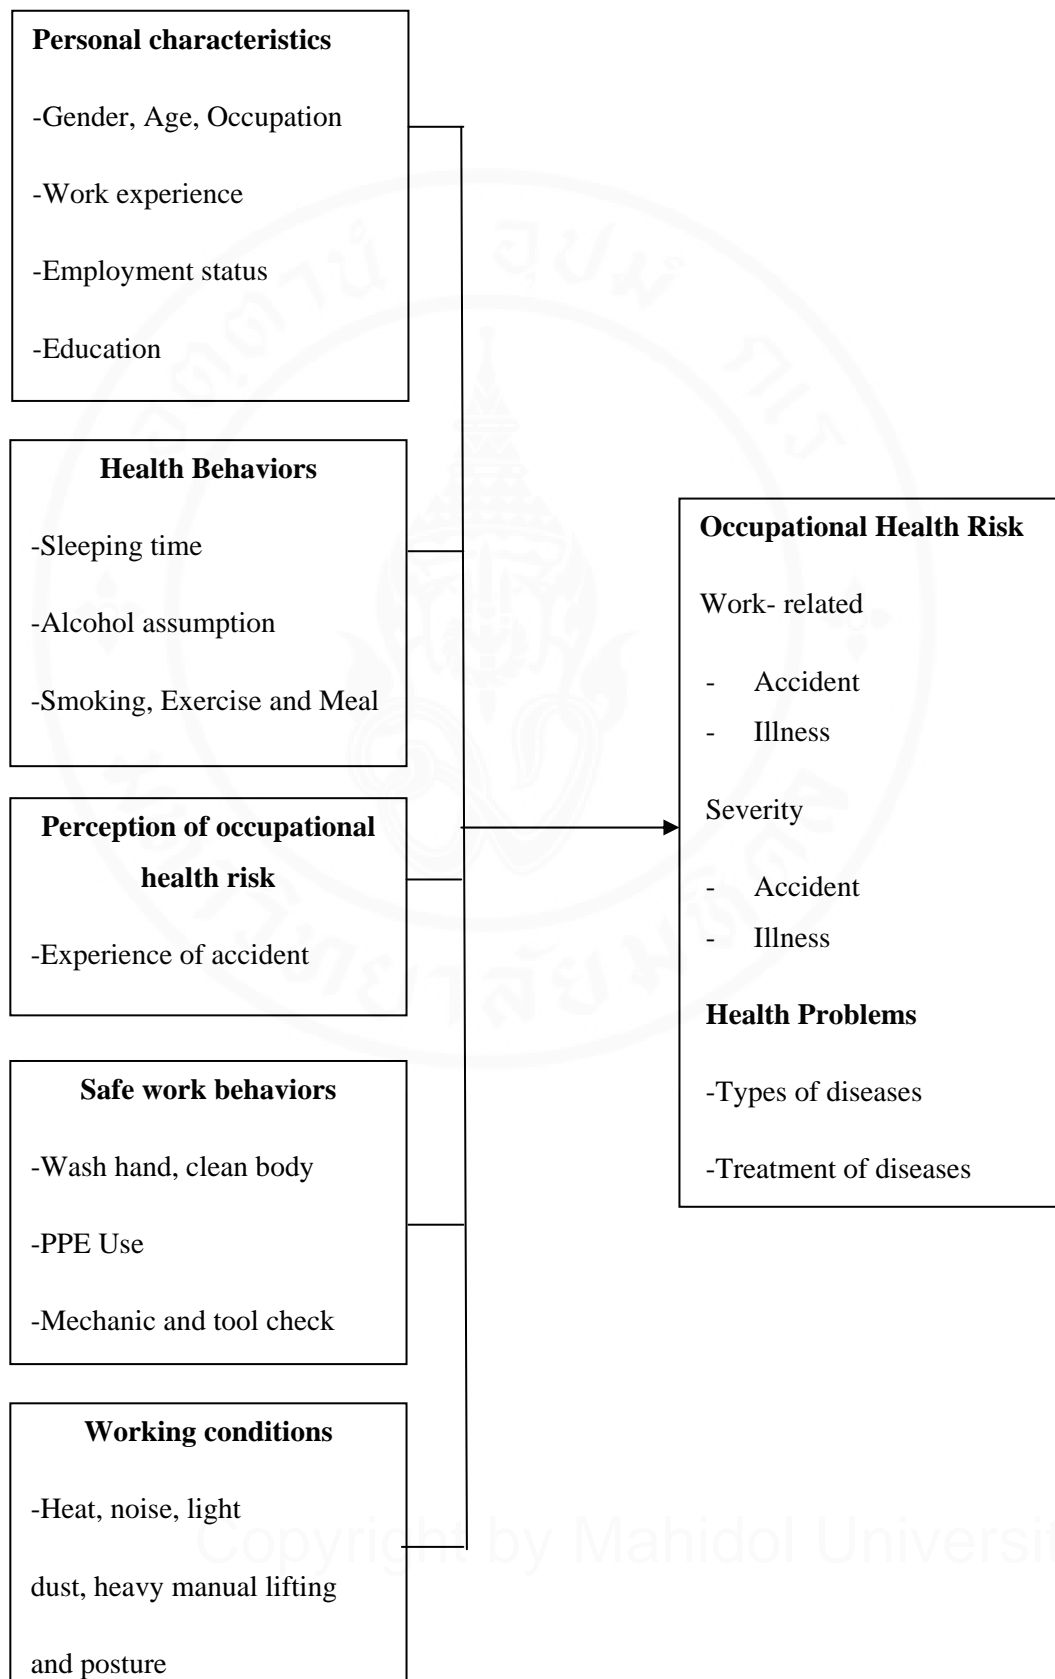 Personal characteristics
-Gender, Age, Occupation
-Work experience
-Employment status
-Education
Health Behaviors
-Sleeping time
-Alcohol assumption
-Smoking, Exercise and Meal
Perception of occupational
health risk
-Experience of accident
Safe work behaviors
-Wash hand, clean body
-PPE Use
-Mechanic and tool check
Working conditions
-Heat, noise, light
dust, heavy manual lifting
and posture
Occupational Health Risk
Work- related
- Accident
- Illness
Severity
- Accident
- Illness
Health Problems
-Types of diseases
-Treatment of diseases
Copyright by Mahidol Universit